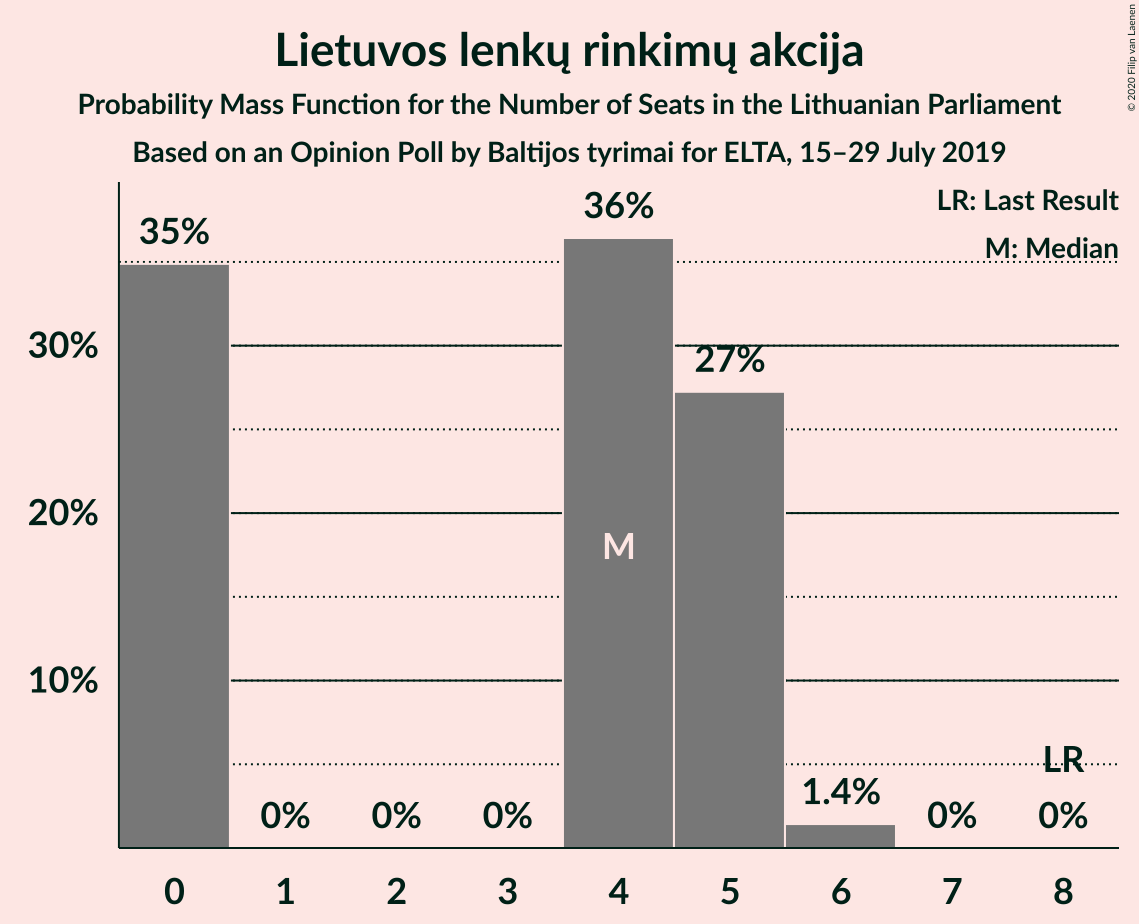 Lietuvos lenkų rinkimų akcija
Probability Mass Function for the Number of Seats in the Lithuanian Parliament
Based on an Opinion Poll by Baltijos tyrimai for ELTA, 15–29 July 2019
© 2020 Filip van Laenen
LR: Last Result
M: Median
35%
36%
27%
1.4%
0%
0%
0%
0%
0%
LR
M
30%
20%
10%
0 1 2 3 4 5 6 7 8